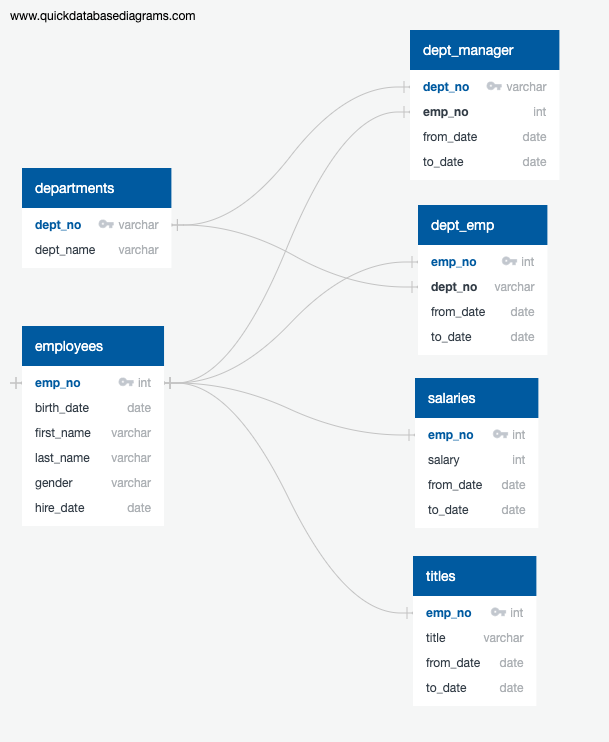 www.quickdatabasediagrams.com
dept_manager
dept_no varchar
emp_no int
from_date date
to_date date
departments
dept_no varchar
dept_name varchar
dept_emp
emp_no int
dept_no varchar
from_date date
to_date date
employees
emp_no int
birth_date date
first_name varchar
last_name varchar
gender varchar
hire_date date
salaries
emp_no int
salary int
from_date date
to_date date
titles
emp_no int
title varchar
from_date date
to_date date